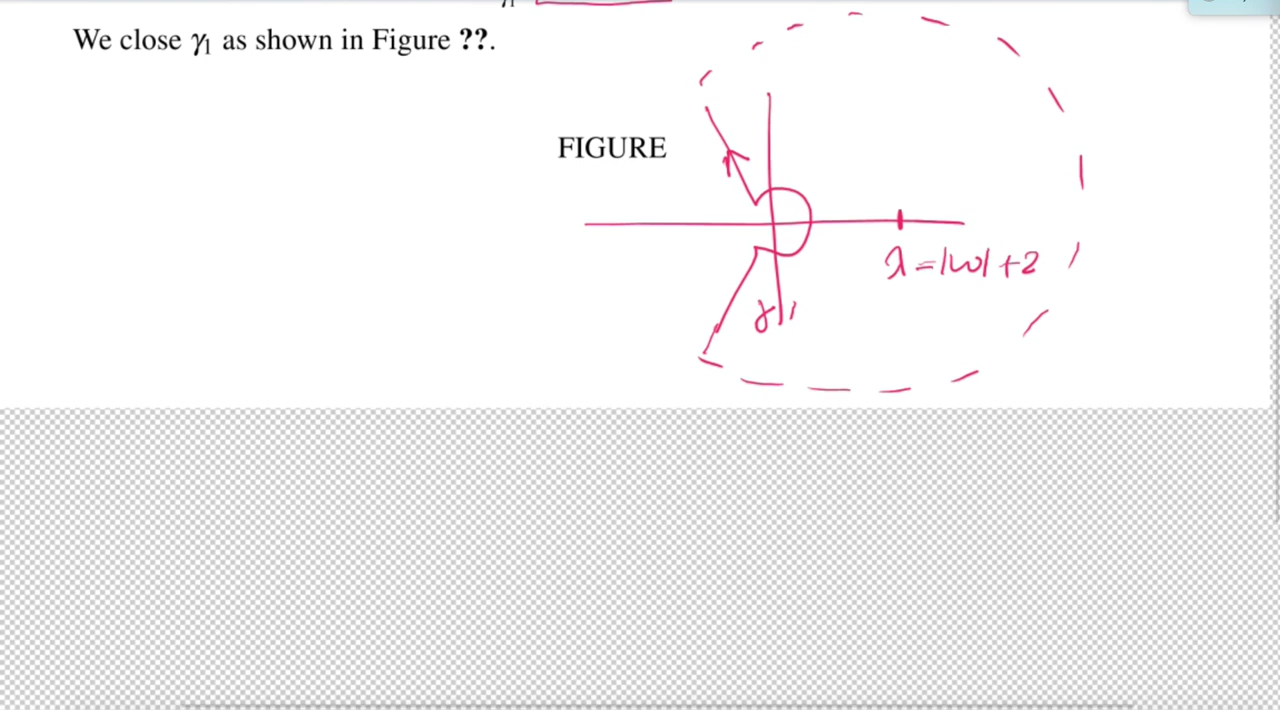 We close γ₁ as shown in Figure ??.
FIGURE
λ = |ω| + 2
γ₁